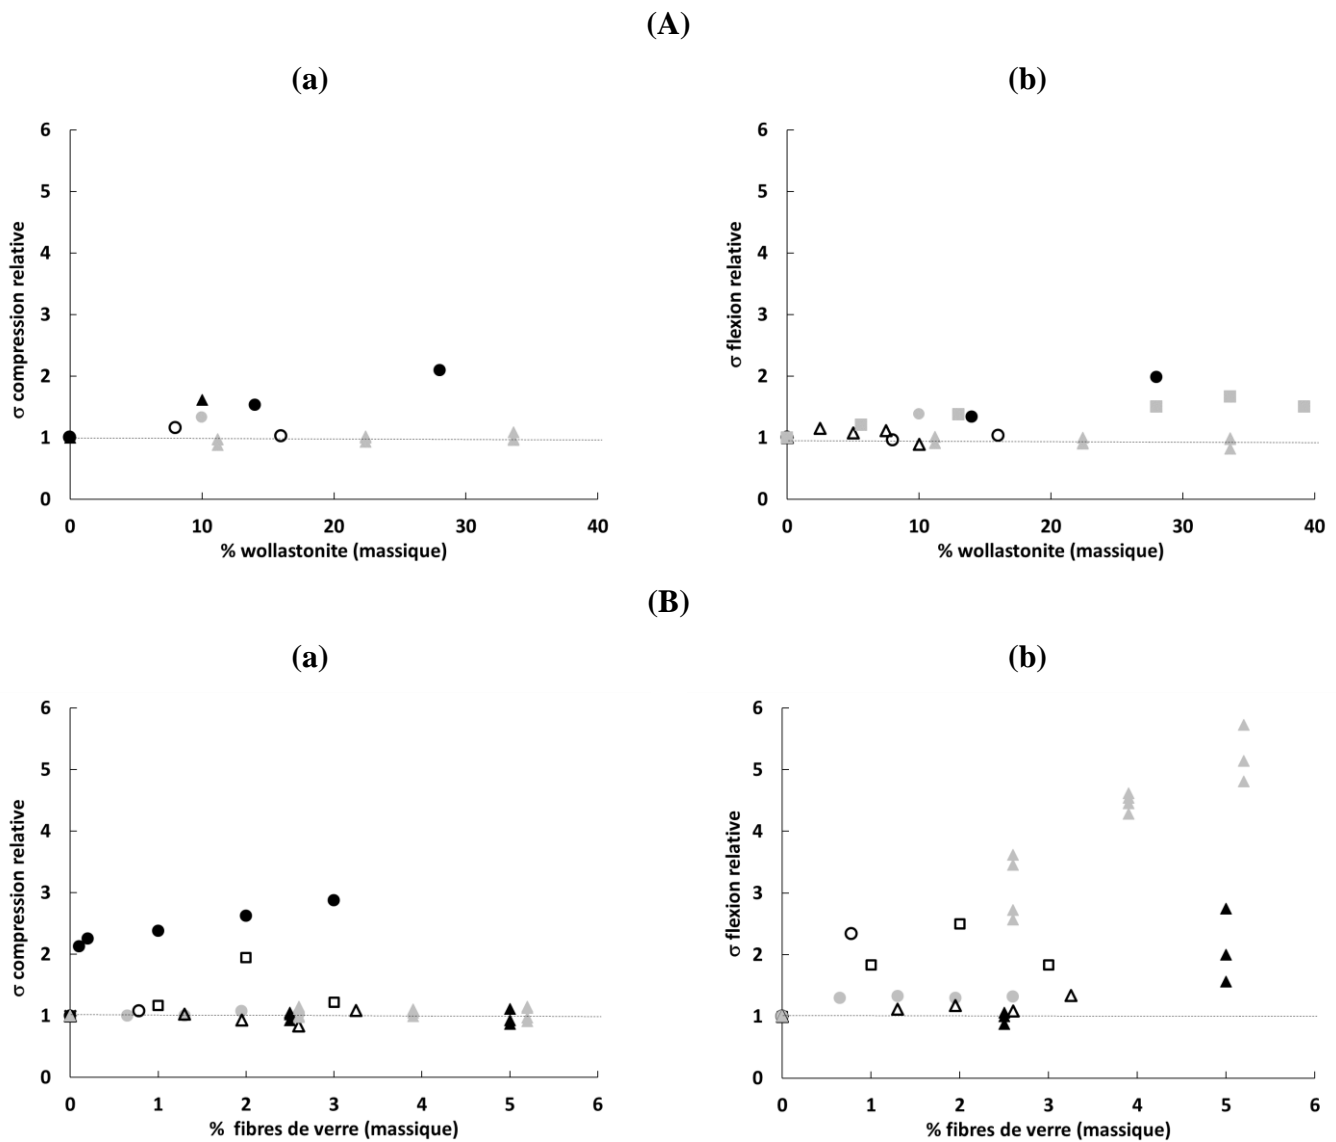 (A)
(a)
(b)
6
5
4
3
2
1
0
σ compression relative
0 10 20 30 40
% wollastonite (massique)
6
5
4
3
2
1
0
σ flexion relative
0 10 20 30 40
% wollastonite (massique)
(B)
(a)
(b)
6
5
4
3
2
1
0
σ compression relative
0 1 2 3 4 5 6
% fibres de verre (massique)
6
5
4
3
2
1
0
σ flexion relative
0 1 2 3 4 5 6
% fibres de verre (massique)